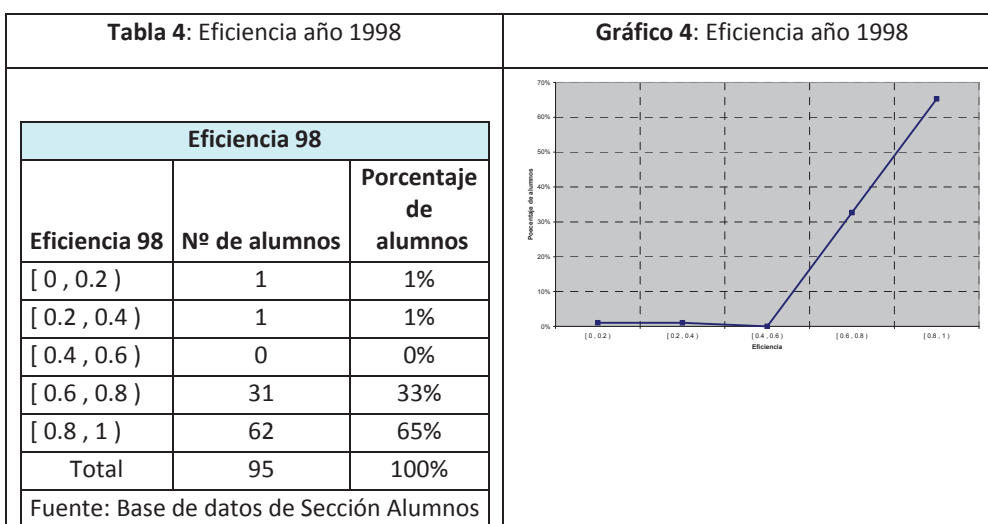 Tabla 4: Eficiencia año 1998
Eficiencia 98
Eficiencia 98 Nº de alumnos Porcentaje de alumnos
[ 0 , 0.2 ) 1 1%
[ 0.2 , 0.4 ) 1 1%
[ 0.4 , 0.6 ) 0 0%
[ 0.6 , 0.8 ) 31 33%
[ 0.8 , 1 ) 62 65%
Total 95 100%
Fuente: Base de datos de Sección Alumnos
Gráfico 4: Eficiencia año 1998
70%
60%
50%
40%
30%
20%
10%
0%
Porcentaje de alumnos
[ 0 , 0.2 ) [ 0.2 , 0.4 ) [ 0.4 , 0.6 ) [ 0.6 , 0.8 ) [ 0.8 , 1 )
Eficiencia